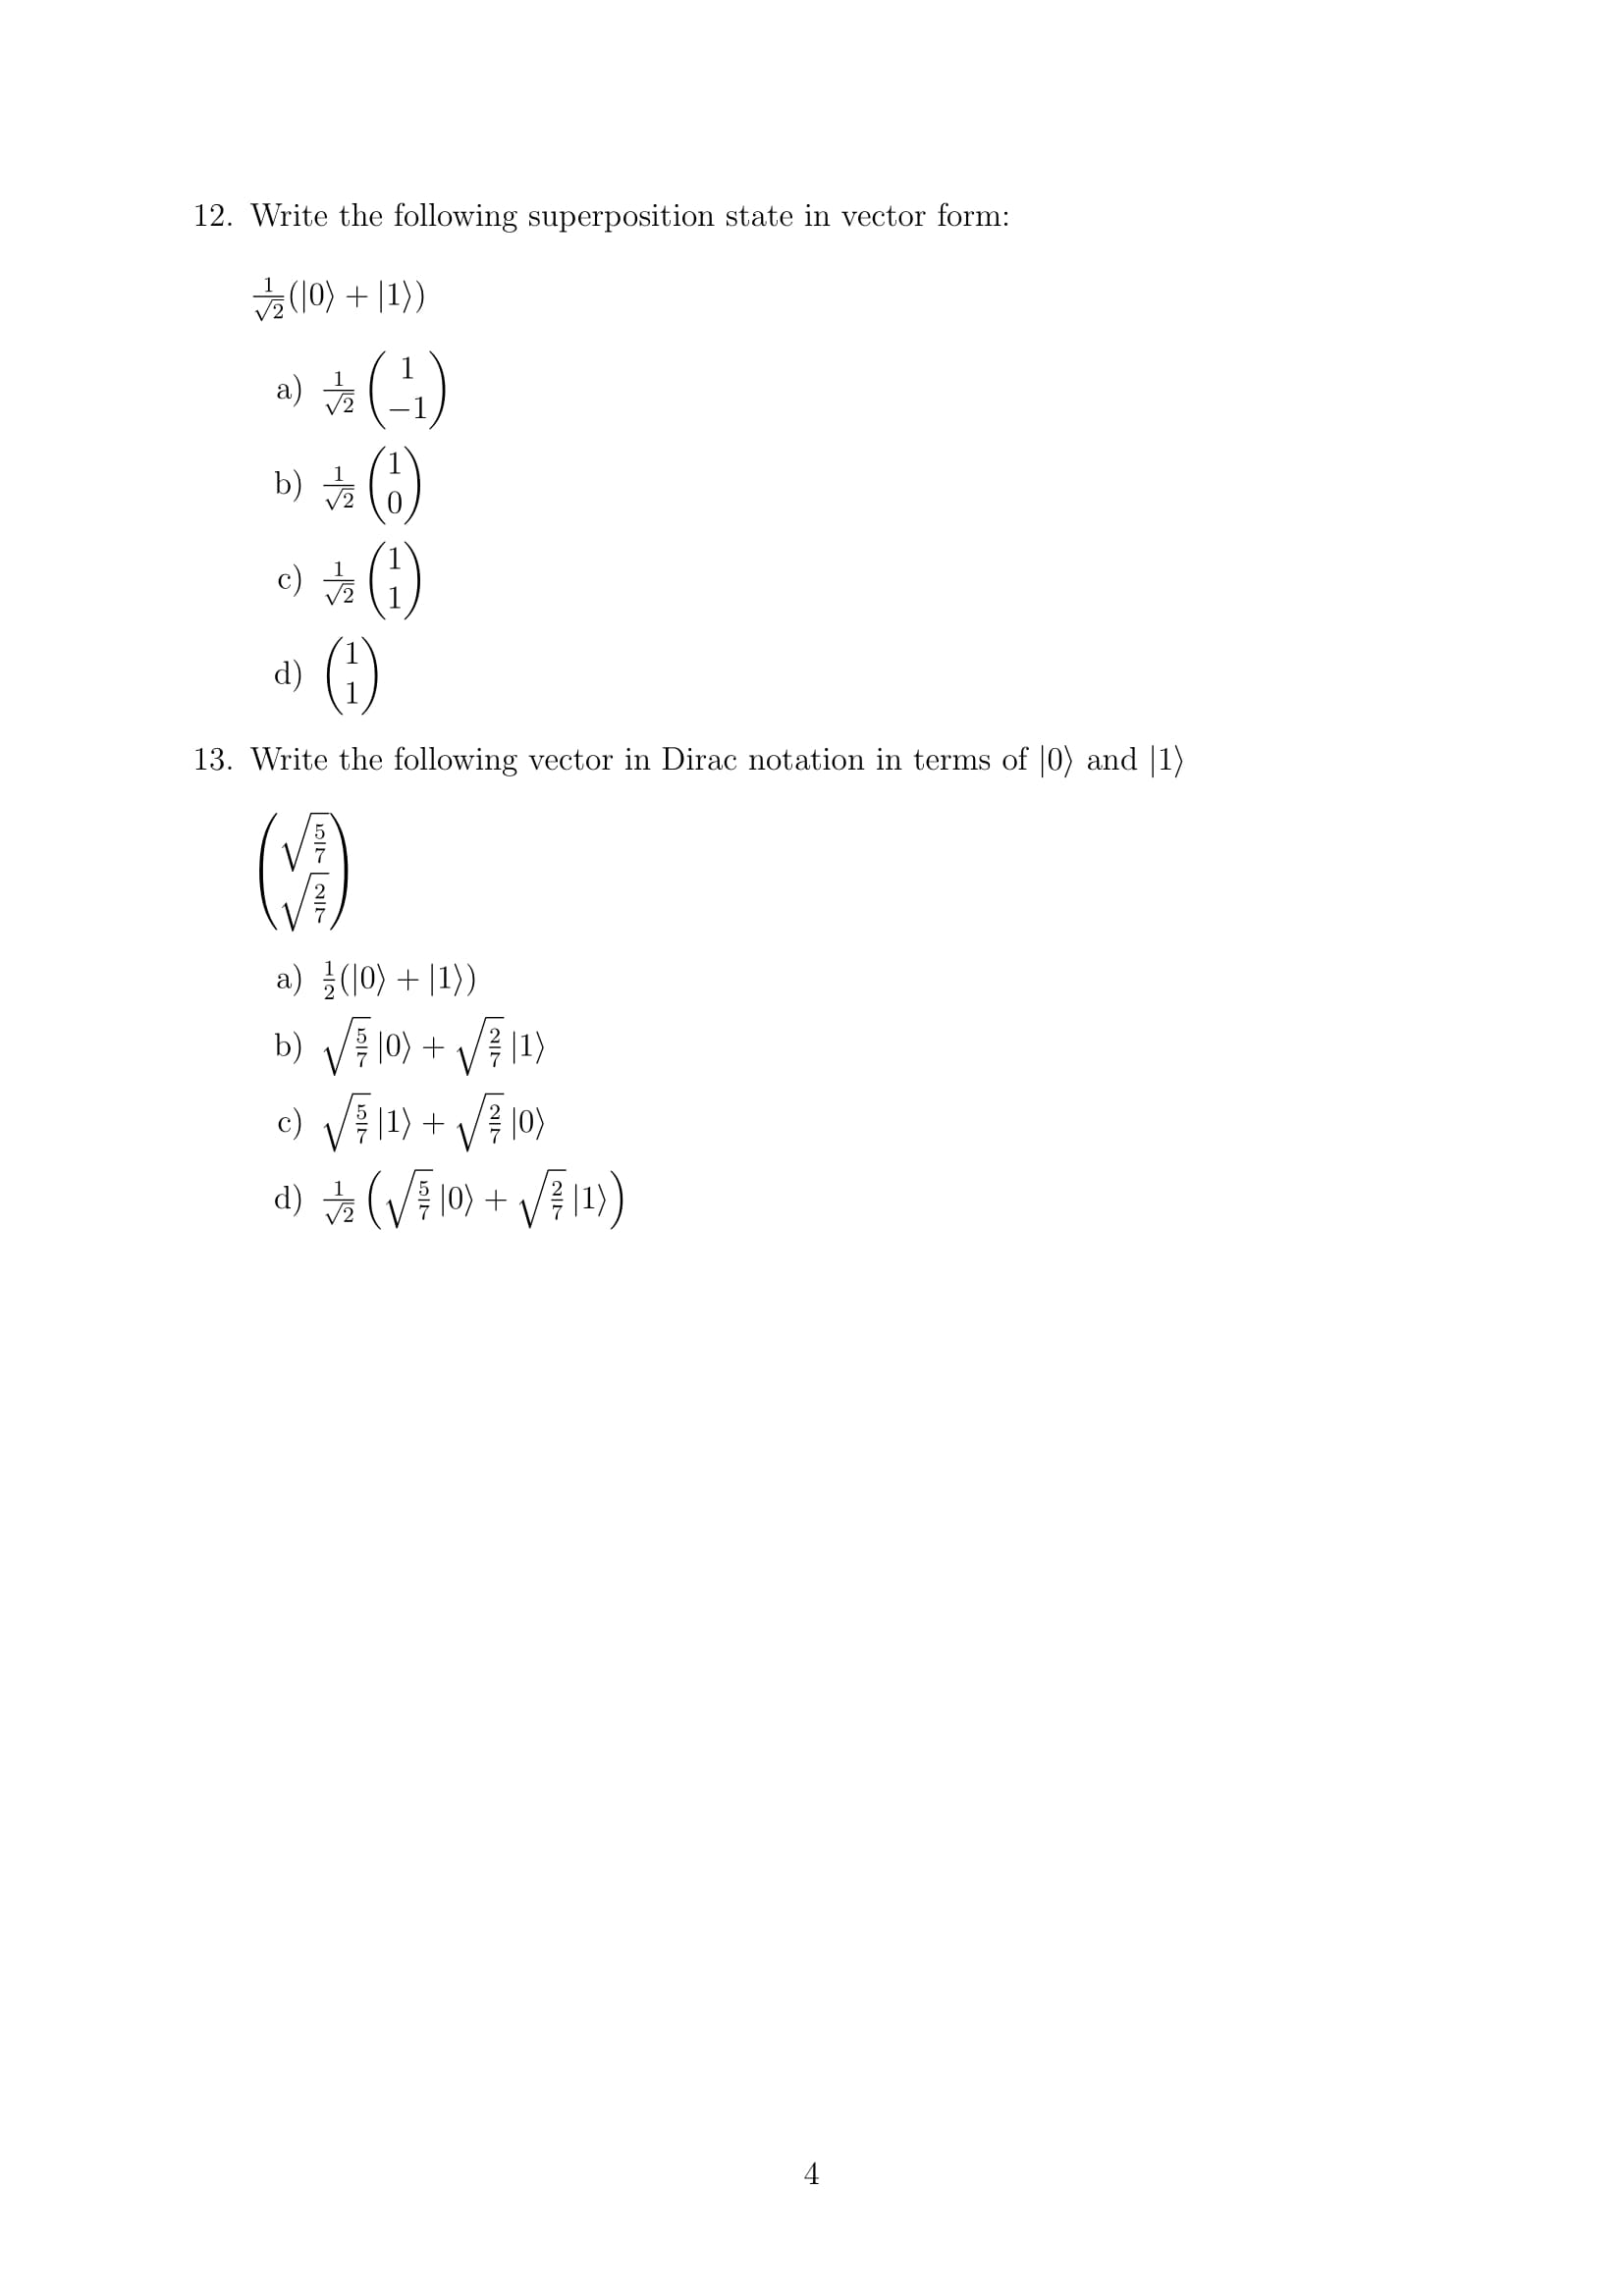 12. Write the following superposition state in vector form:
$\frac{1}{\sqrt{2}}(|0\rangle + |1\rangle)$
a) $\frac{1}{\sqrt{2}}\begin{pmatrix} 1 \\ -1 \end{pmatrix}$
b) $\frac{1}{\sqrt{2}}\begin{pmatrix} 1 \\ 0 \end{pmatrix}$
c) $\frac{1}{\sqrt{2}}\begin{pmatrix} 1 \\ 1 \end{pmatrix}$
d) $\begin{pmatrix} 1 \\ 1 \end{pmatrix}$
13. Write the following vector in Dirac notation in terms of $|0\rangle$ and $|1\rangle$
$\begin{pmatrix} \sqrt{\frac{5}{7}} \\ \sqrt{\frac{2}{7}} \end{pmatrix}$
a) $\frac{1}{2}(|0\rangle + |1\rangle)$
b) $\sqrt{\frac{5}{7}}\,|0\rangle + \sqrt{\frac{2}{7}}\,|1\rangle$
c) $\sqrt{\frac{5}{7}}\,|1\rangle + \sqrt{\frac{2}{7}}\,|0\rangle$
d) $\frac{1}{\sqrt{2}}\left(\sqrt{\frac{5}{7}}\,|0\rangle + \sqrt{\frac{2}{7}}\,|1\rangle\right)$
4